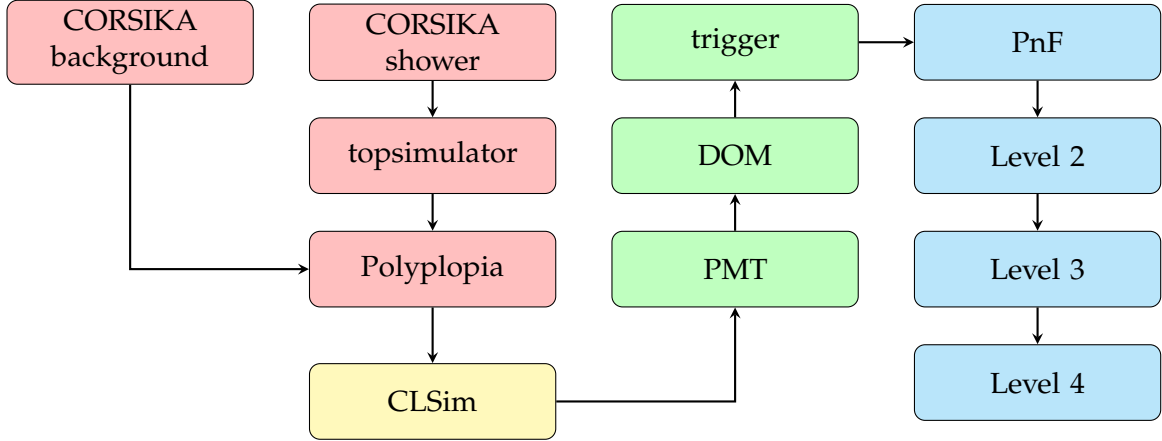 CORSIKA
background
CORSIKA
shower
topsimulator
Polyplopia
CLSim
PMT
DOM
trigger
PnF
Level 2
Level 3
Level 4